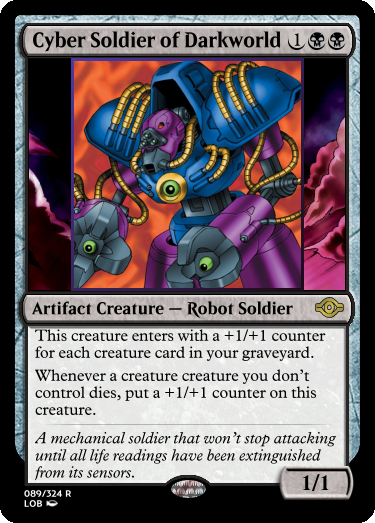 Cyber Soldier of Darkworld 1
Artifact Creature — Robot Soldier
This creature enters with a +1/+1 counter
for each creature card in your graveyard.
Whenever a creature creature you don't
control dies, put a +1/+1 counter on this
creature.
A mechanical soldier that won't stop attacking
until all life readings have been extinguished
from its sensors.
1/1
089/324 R
LOB